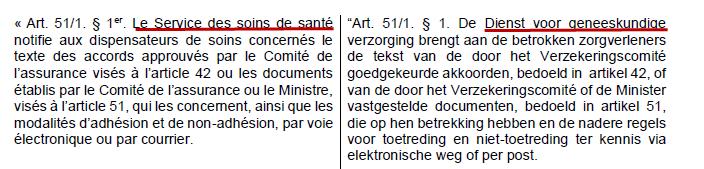 « Art. 51/1. § 1er. Le Service des soins de santé
notifie aux dispensateurs de soins concernés le
texte des accords approuvés par le Comité de
l'assurance visés à l'article 42 ou les documents
établis par le Comité de l'assurance ou le Ministre,
visés à l'article 51, qui les concernent, ainsi que les
modalités d'adhésion et de non-adhésion, par voie
électronique ou par courrier.
“Art. 51/1. § 1. De Dienst voor geneeskundige
verzorging brengt aan de betrokken zorgverleners
de tekst van de door het Verzekeringscomité
goedgekeurde akkoorden, bedoeld in artikel 42, of
van de door het Verzekeringscomité of de Minister
vastgestelde documenten, bedoeld in artikel 51,
die op hen betrekking hebben en de nadere regels
voor toetreding en niet-toetreding ter kennis via
elektronische weg of per post.